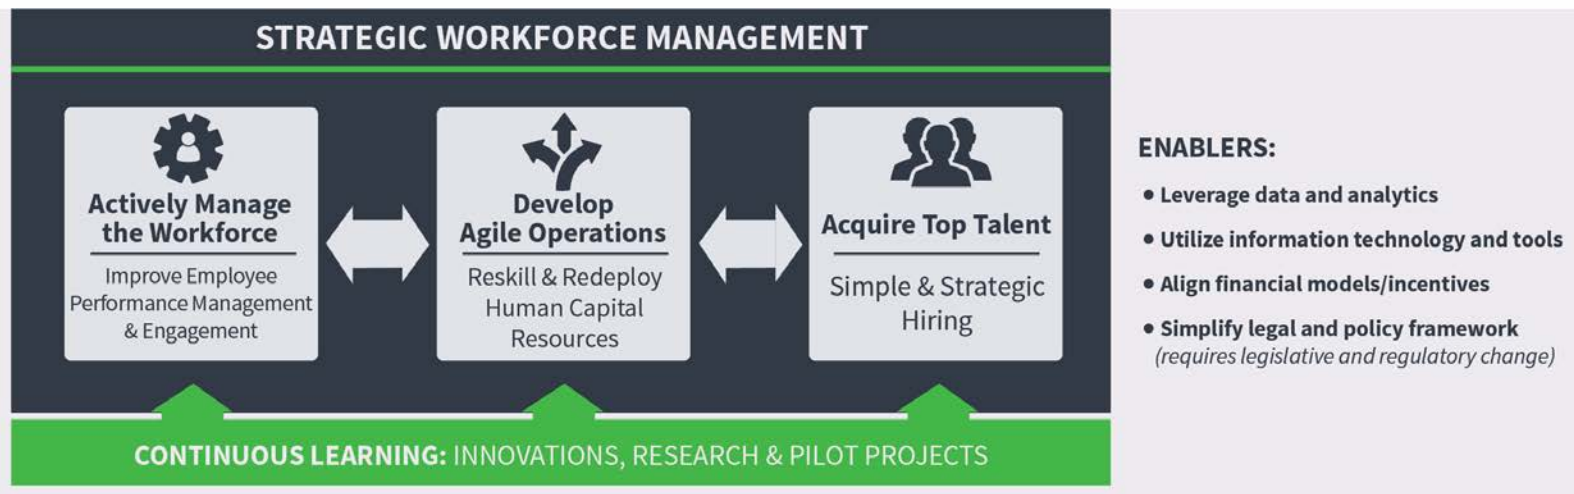 STRATEGIC WORKFORCE MANAGEMENT
Actively Manage
the Workforce
Improve Employee
Performance Management
& Engagement
Develop
Agile Operations
Reskill & Redeploy
Human Capital
Resources
Acquire Top Talent
Simple & Strategic
Hiring
CONTINUOUS LEARNING: INNOVATIONS, RESEARCH & PILOT PROJECTS
ENABLERS:
• Leverage data and analytics
• Utilize information technology and tools
• Align financial models/incentives
• Simplify legal and policy framework
(requires legislative and regulatory change)